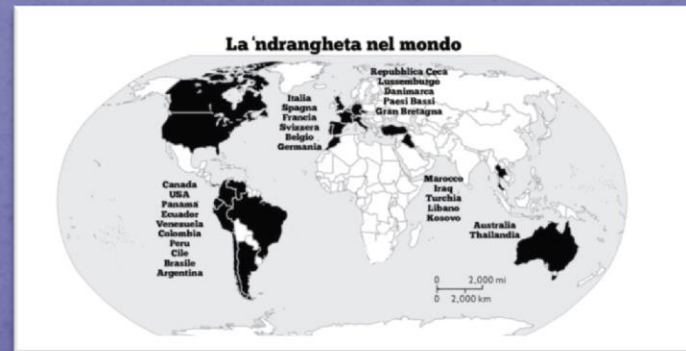 La 'ndrangheta nel mondo
Repubblica Ceca
Lussemburgo
Danimarca
Paesi Bassi
Gran Bretagna
Italia
Spagna
Francia
Svizzera
Belgio
Germania
Canada
USA
Panama
Ecuador
Venezuela
Colombia
Peru
Cile
Brasile
Argentina
Marocco
Iraq
Turchia
Libano
Kosovo
Australia
Thailandia
0 2,000 mi
0 2,000 km